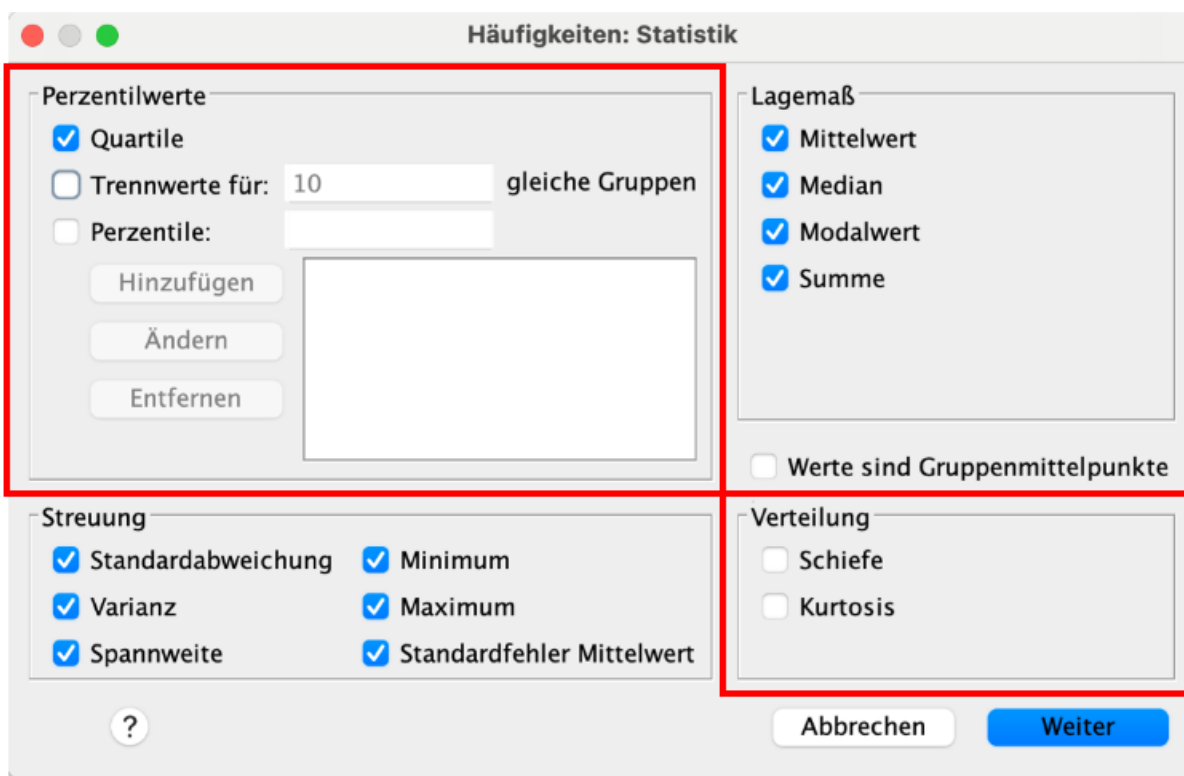 Häufigkeiten: Statistik
Perzentilwerte
Quartile
Trennwerte für: 10 gleiche Gruppen
Perzentile:
Hinzufügen
Ändern
Entfernen
Lagemaß
Mittelwert
Median
Modalwert
Summe
Werte sind Gruppenmittelpunkte
Streuung
Standardabweichung Minimum
Varianz Maximum
Spannweite Standardfehler Mittelwert
Verteilung
Schiefe
Kurtosis
? Abbrechen Weiter